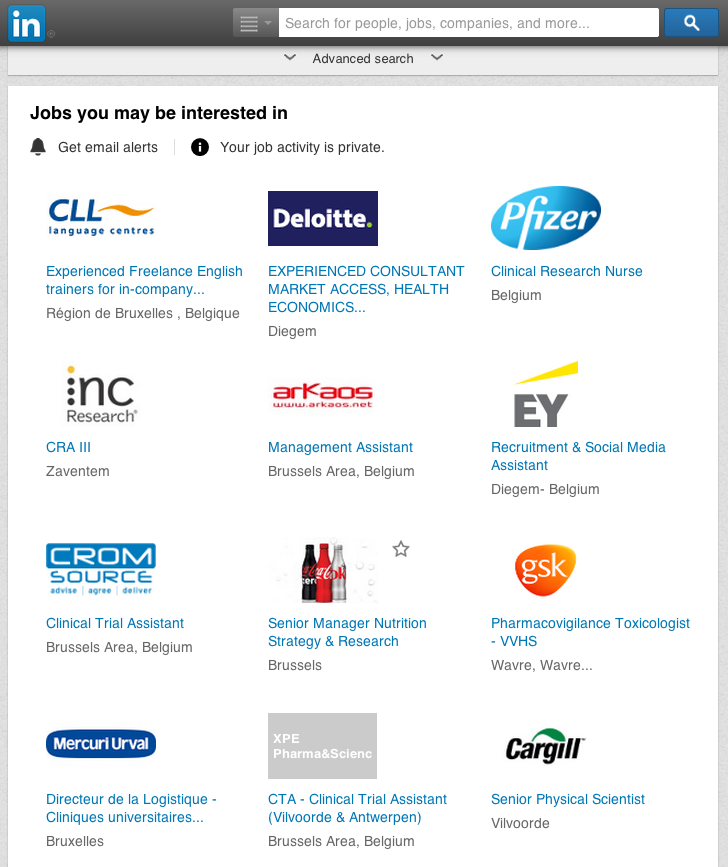 in
Search for people, jobs, companies, and more...
Advanced search
Jobs you may be interested in
Get email alerts
Your job activity is private.
CLL
language centres
Experienced Freelance English
trainers for in-company...
Région de Bruxelles , Belgique
Deloitte.
EXPERIENCED CONSULTANT
MARKET ACCESS, HEALTH
ECONOMICS...
Diegem
Pfizer
Clinical Research Nurse
Belgium
inc
Research®
CRA III
Zaventem
arKaos
www.arkaos.net
Management Assistant
Brussels Area, Belgium
EY
Recruitment & Social Media
Assistant
Diegem- Belgium
CROM
SOURCE
advise | agree | deliver
Clinical Trial Assistant
Brussels Area, Belgium
Senior Manager Nutrition
Strategy & Research
Brussels
gsk
Pharmacovigilance Toxicologist
- VVHS
Wavre, Wavre...
Mercuri Urval
Directeur de la Logistique -
Cliniques universitaires...
Bruxelles
XPE
Pharma&Scienc
CTA - Clinical Trial Assistant
(Vilvoorde & Antwerpen)
Brussels Area, Belgium
Cargill™
Senior Physical Scientist
Vilvoorde